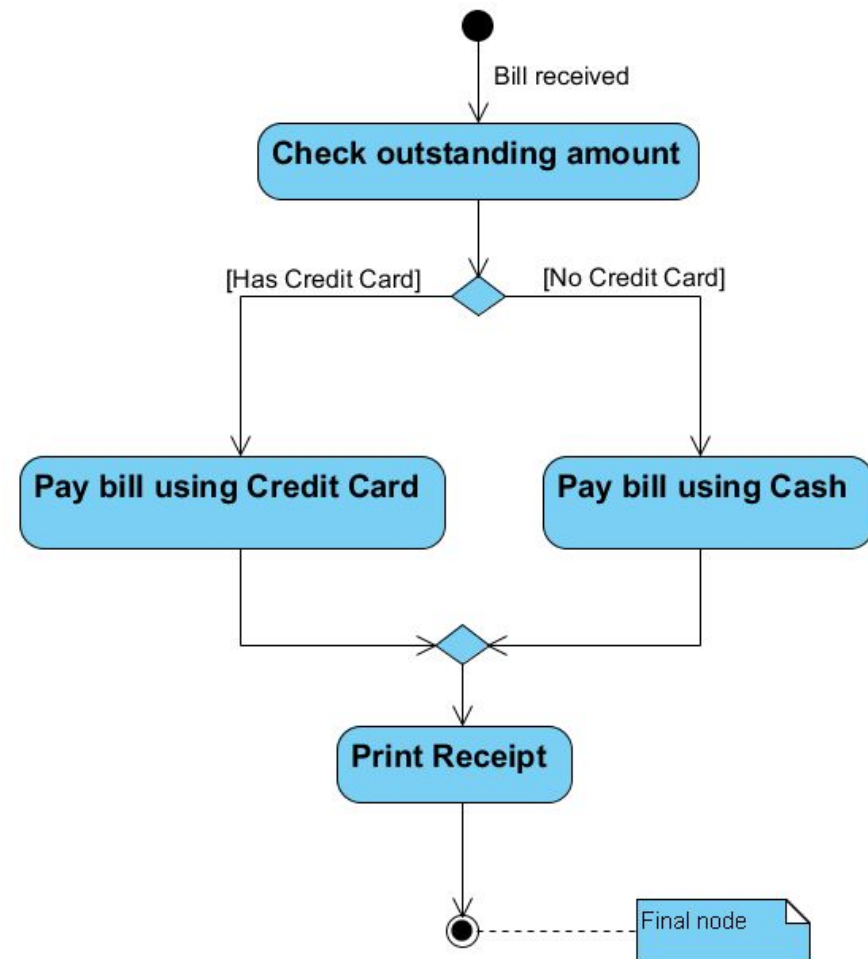 Bill received
Check outstanding amount
[Has Credit Card]
[No Credit Card]
Pay bill using Credit Card
Pay bill using Cash
Print Receipt
Final node